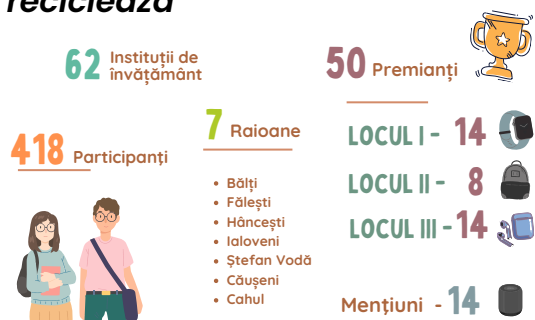 reciclează
62 Instituții de
învățământ
50 Premianți
418 Participanți
7 Raioane
• Bălți
• Fălești
• Hâncești
• Ialoveni
• Ștefan Vodă
• Căușeni
• Cahul
LOCUL I - 14
LOCUL II - 8
LOCUL III - 14
Mențiuni - 14